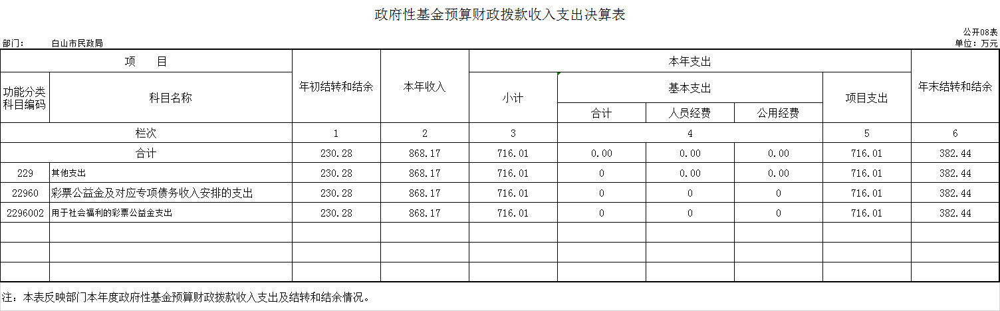 政府性基金预算财政拨款收入支出决算表
公开08表
部门： 白山市民政局 单位：万元
项 目 年初结转和结余 本年收入 本年支出 年末结转和结余
功能分类科目编码 科目名称 小计 基本支出 项目支出
合计 人员经费 公用经费
栏次 1 2 3 4 5 6
合计 230.28 868.17 716.01 0.00 0.00 0.00 716.01 382.44
229 其他支出 230.28 868.17 716.01 0 0.00 0.00 716.01 382.44
22960 彩票公益金及对应专项债务收入安排的支出 230.28 868.17 716.01 0 0 0 716.01 382.44
2296002 用于社会福利的彩票公益金支出 230.28 868.17 716.01 0 0 0 716.01 382.44
注：本表反映部门本年度政府性基金预算财政拨款收入支出及结转和结余情况。